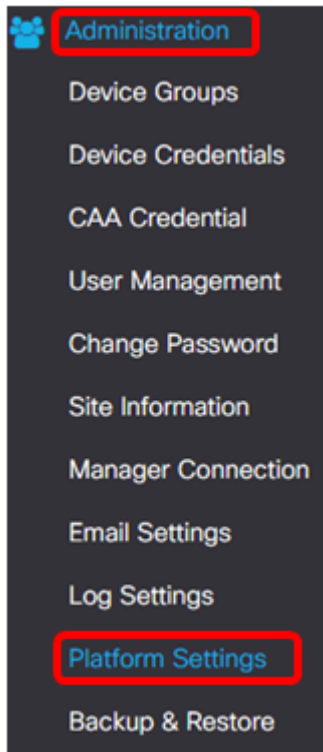 Administration
Device Groups
Device Credentials
CAA Credential
User Management
Change Password
Site Information
Manager Connection
Email Settings
Log Settings
Platform Settings
Backup & Restore